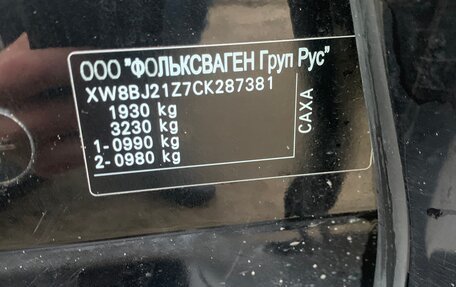 ООО "ФОЛЬКСВАГЕН Груп Рус"
XW8BJ21Z7CK287381
1930 kg
3230 kg
1-0990 kg
2-0980 kg
CAXA